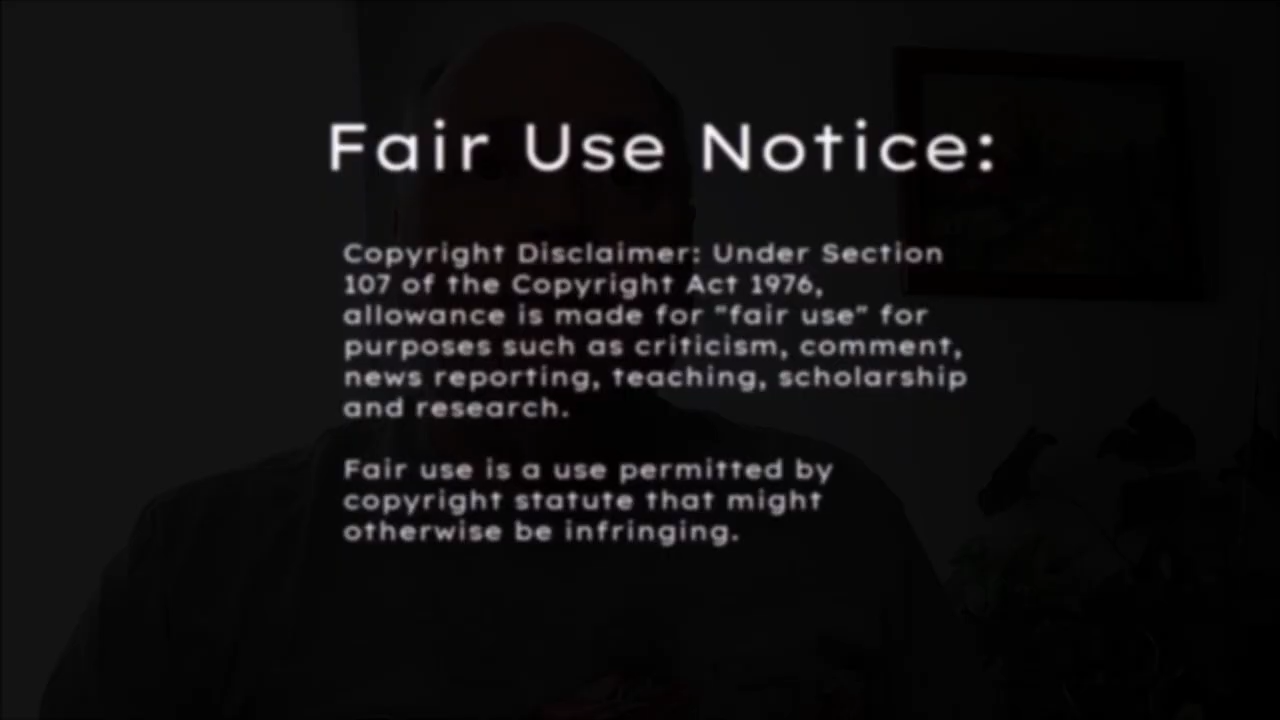 Fair Use Notice:
Copyright Disclaimer: Under Section
107 of the Copyright Act 1976,
allowance is made for "fair use" for
purposes such as criticism, comment,
news reporting, teaching, scholarship
and research.
Fair use is a use permitted by
copyright statute that might
otherwise be infringing.